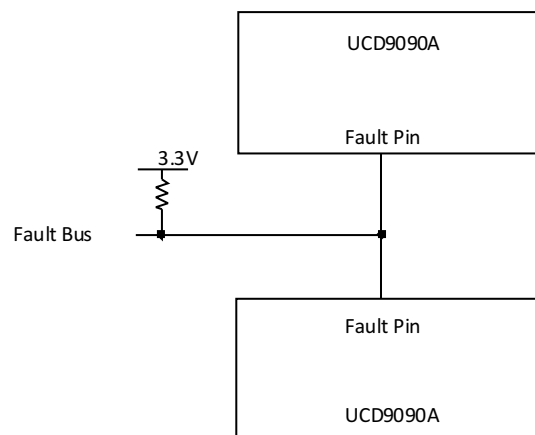 UCD9090A
Fault Pin
3.3V
Fault Bus
Fault Pin
UCD9090A